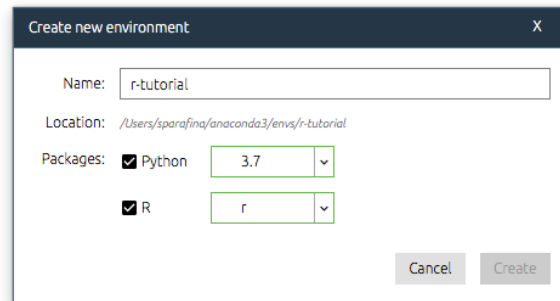 Create new environment X
Name: r-tutorial
Location: /Users/sparafina/anaconda3/envs/r-tutorial
Packages: Python 3.7
R r
Cancel Create